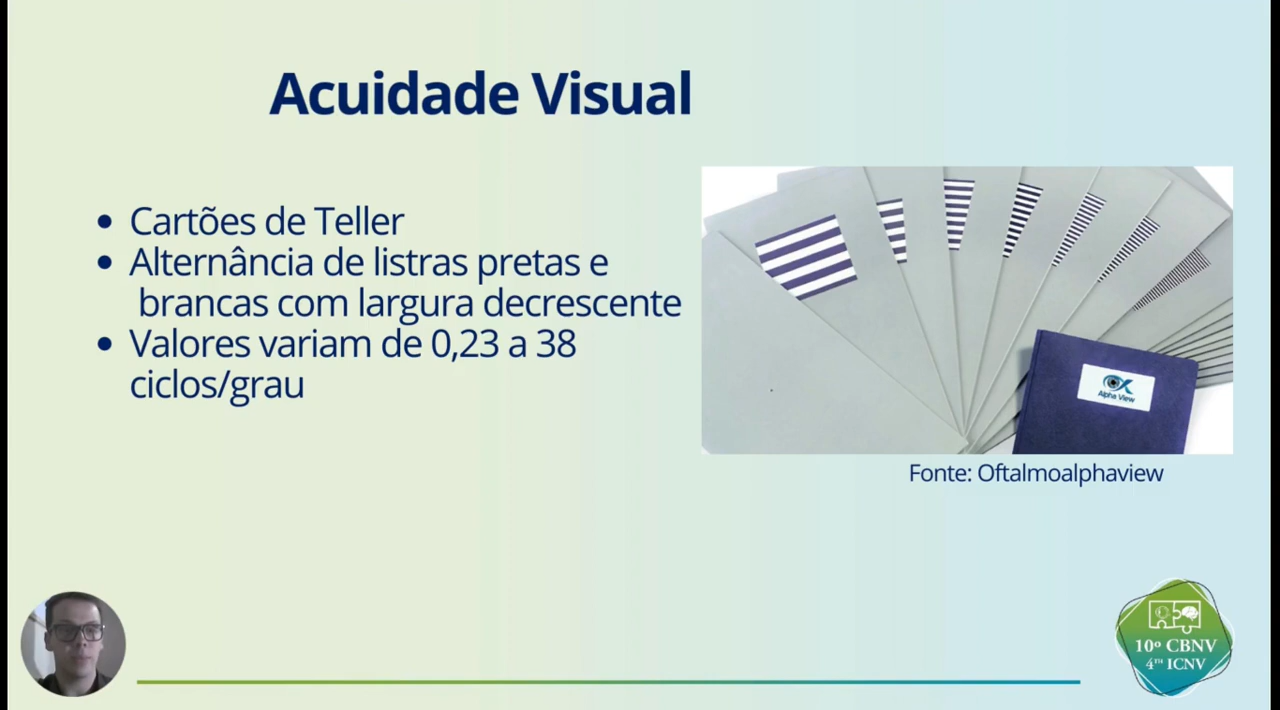 Acuidade Visual
Cartões de Teller
Alternância de listras pretas e
brancas com largura decrescente
Valores variam de 0,23 a 38
ciclos/grau
Alpha View
Fonte: Oftalmoalphaview
10º CBNV
4ᵀᴴ ICNV